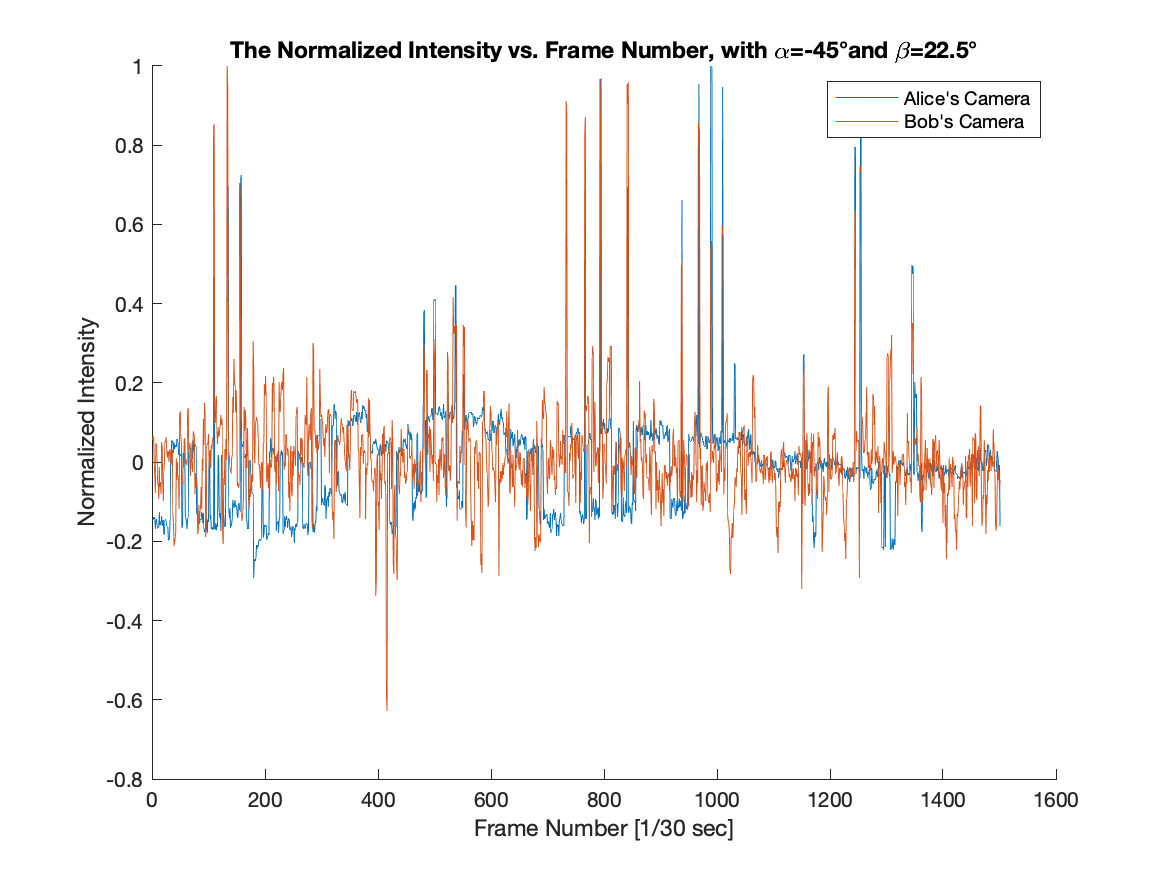 The Normalized Intensity vs. Frame Number, with α=-45°and β=22.5°
Alice's Camera
Bob's Camera
Normalized Intensity
1
0.8
0.6
0.4
0.2
0
-0.2
-0.4
-0.6
-0.8
0 200 400 600 800 1000 1200 1400 1600
Frame Number [1/30 sec]